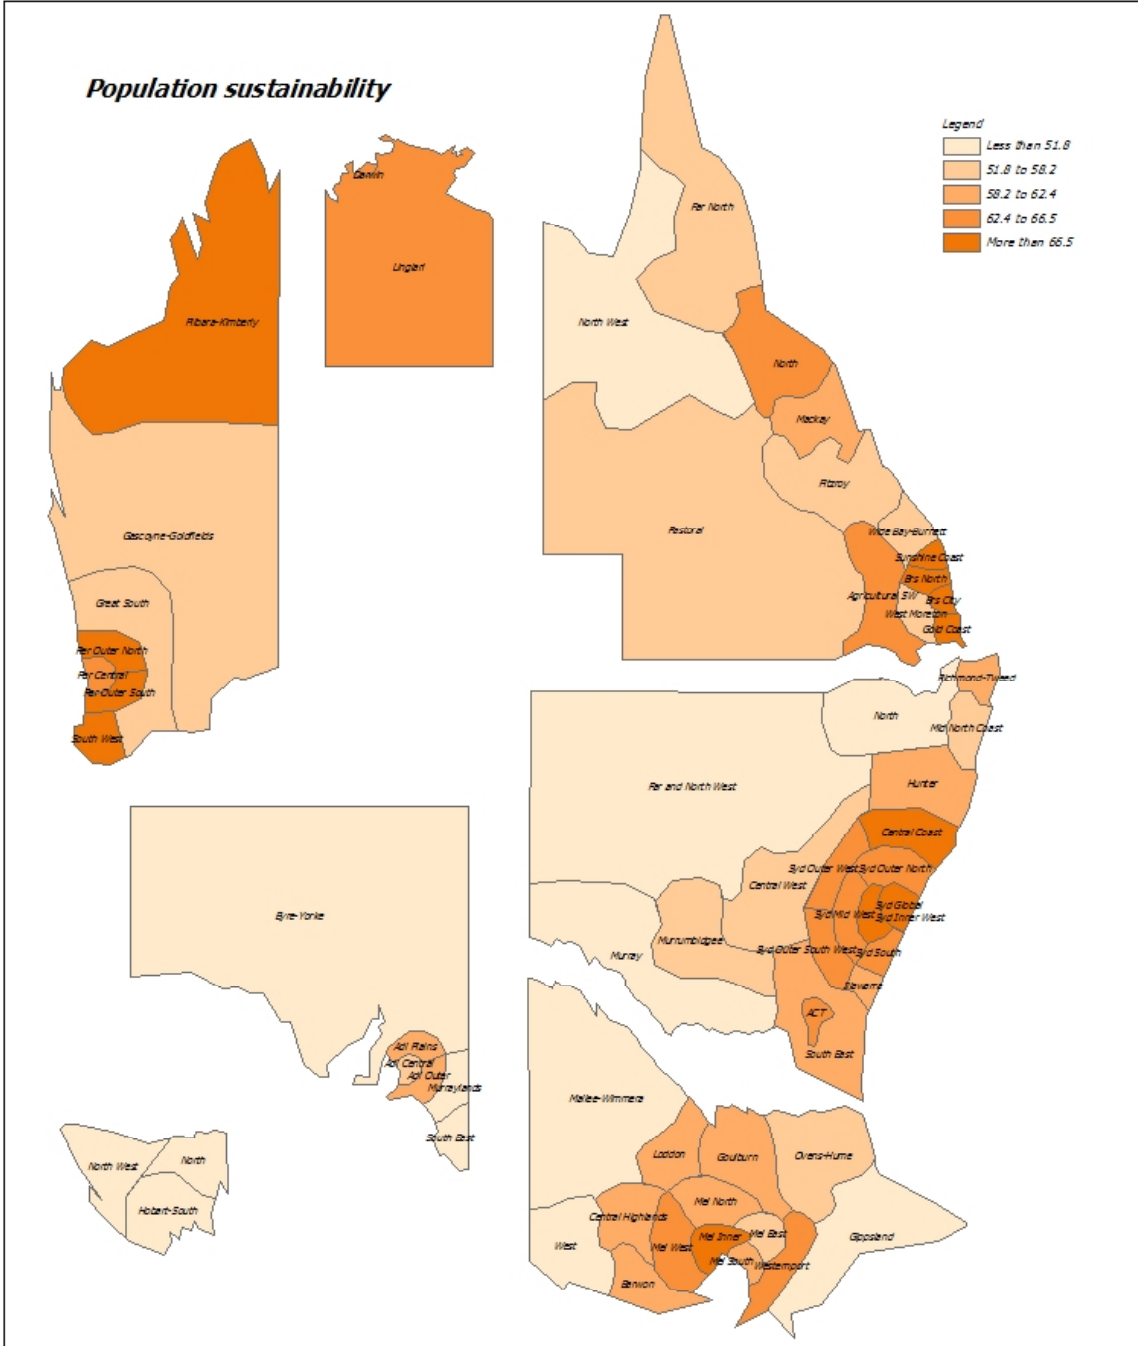 Population sustainability
Legend
Less than 51.8
51.8 to 58.2
58.2 to 62.4
62.4 to 66.5
More than 66.5
Darwin
Far North
Lingiari
Pilbara-Kimberly
North West
North
Mackay
Fitzroy
Pastoral
Gascoyne-Goldfields
Wide Bay-Burnett
Sunshine Coast
Brs North
Agricultural SW
Brs City
West Moreton
Gold Coast
Great South
Per Outer North
Per Central
Per Outer South
South West
Richmond-Tweed
North
Mid North Coast
Far and North West
Hunter
Central Coast
Syd Outer West
Syd Outer North
Central West
Syd Global
Syd Mid West
Syd Inner West
Eyre-Yorke
Murrumbidgee
Murray
Syd Outer South West
Syd South
Illawarra
ACT
South East
Adl Plains
Adl Central
Adl Outer
Murraylands
South East
Mallee-Wimmera
North West
North
Hobart-South
Loddon
Goulburn
Ovens-Hume
Mel North
Central Highlands
Mel Inner
Mel East
Gippsland
West
Mel West
Mel South
Westernport
Barwon